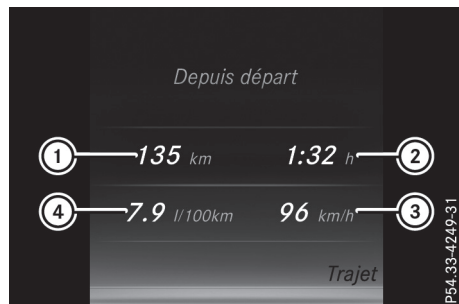 Depuis départ
1 135 km 1:32 h 2
4 7.9 l/100km 96 km/h 3
Trajet
P54.33-4249-31